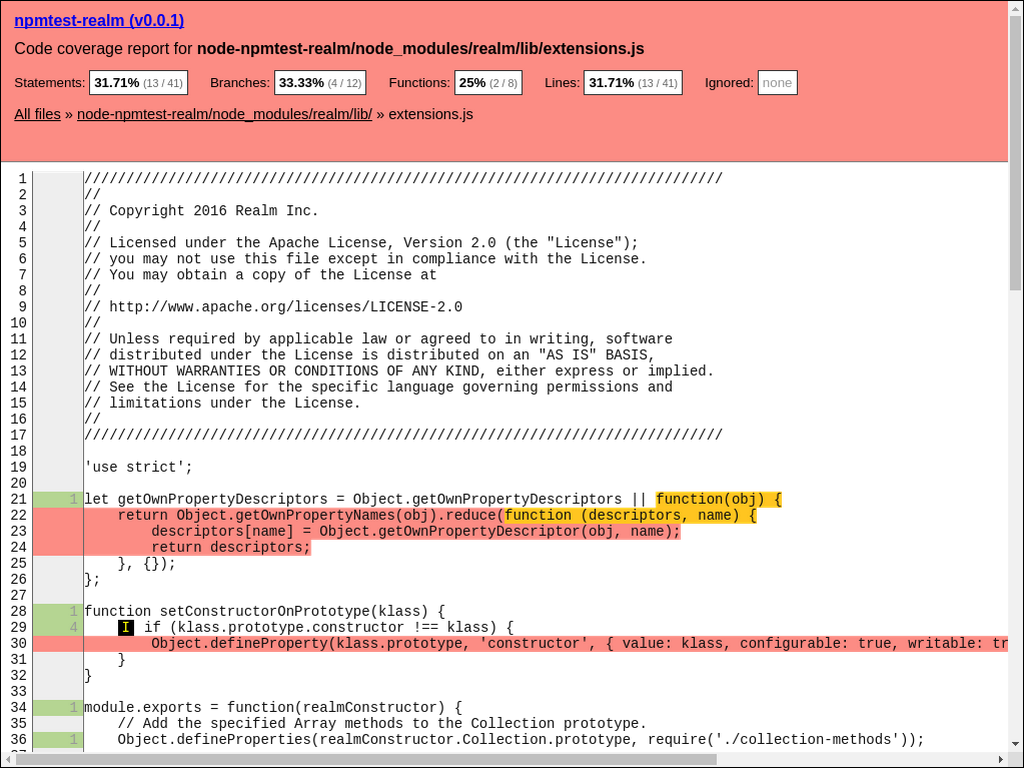 npmtest-realm (v0.0.1)
Code coverage report for node-npmtest-realm/node_modules/realm/lib/extensions.js
Statements: 31.71% (13 / 41) Branches: 33.33% (4 / 12) Functions: 25% (2 / 8) Lines: 31.71% (13 / 41) Ignored: none
All files » node-npmtest-realm/node_modules/realm/lib/ » extensions.js
1 ////////////////////////////////////////////////////////////////////////////
2 //
3 // Copyright 2016 Realm Inc.
4 //
5 // Licensed under the Apache License, Version 2.0 (the "License");
6 // you may not use this file except in compliance with the License.
7 // You may obtain a copy of the License at
8 //
9 // http://www.apache.org/licenses/LICENSE-2.0
10 //
11 // Unless required by applicable law or agreed to in writing, software
12 // distributed under the License is distributed on an "AS IS" BASIS,
13 // WITHOUT WARRANTIES OR CONDITIONS OF ANY KIND, either express or implied.
14 // See the License for the specific language governing permissions and
15 // limitations under the License.
16 //
17 ////////////////////////////////////////////////////////////////////////////
18
19 'use strict';
20
21 1 let getOwnPropertyDescriptors = Object.getOwnPropertyDescriptors || function(obj) {
22 return Object.getOwnPropertyNames(obj).reduce(function (descriptors, name) {
23 descriptors[name] = Object.getOwnPropertyDescriptor(obj, name);
24 return descriptors;
25 }, {});
26 };
27
28 1 function setConstructorOnPrototype(klass) {
29 4 I if (klass.prototype.constructor !== klass) {
30 Object.defineProperty(klass.prototype, 'constructor', { value: klass, configurable: true, writable: tr
31 }
32 }
33
34 1 module.exports = function(realmConstructor) {
35 // Add the specified Array methods to the Collection prototype.
36 1 Object.defineProperties(realmConstructor.Collection.prototype, require('./collection-methods'));